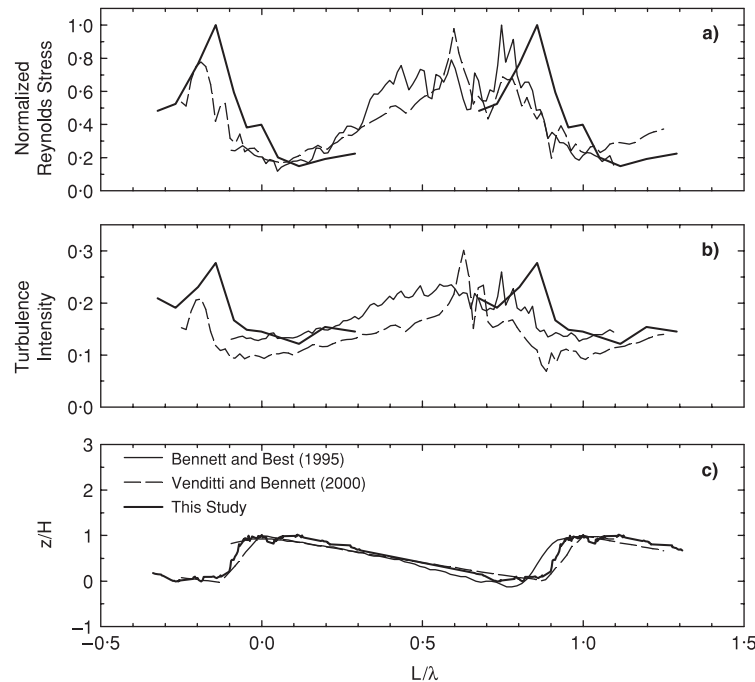 1·0
0·8
0·6
0·4
0·2
0·0
Normalized
Reynolds Stress
a)
0·3
0·2
0·1
0·0
Turbulence
Intensity
b)
3
2
1
0
−1
z/H
Bennett and Best (1995)
Venditti and Bennett (2000)
This Study
c)
−0·5
0·0
0·5
1·0
1·5
L/λ